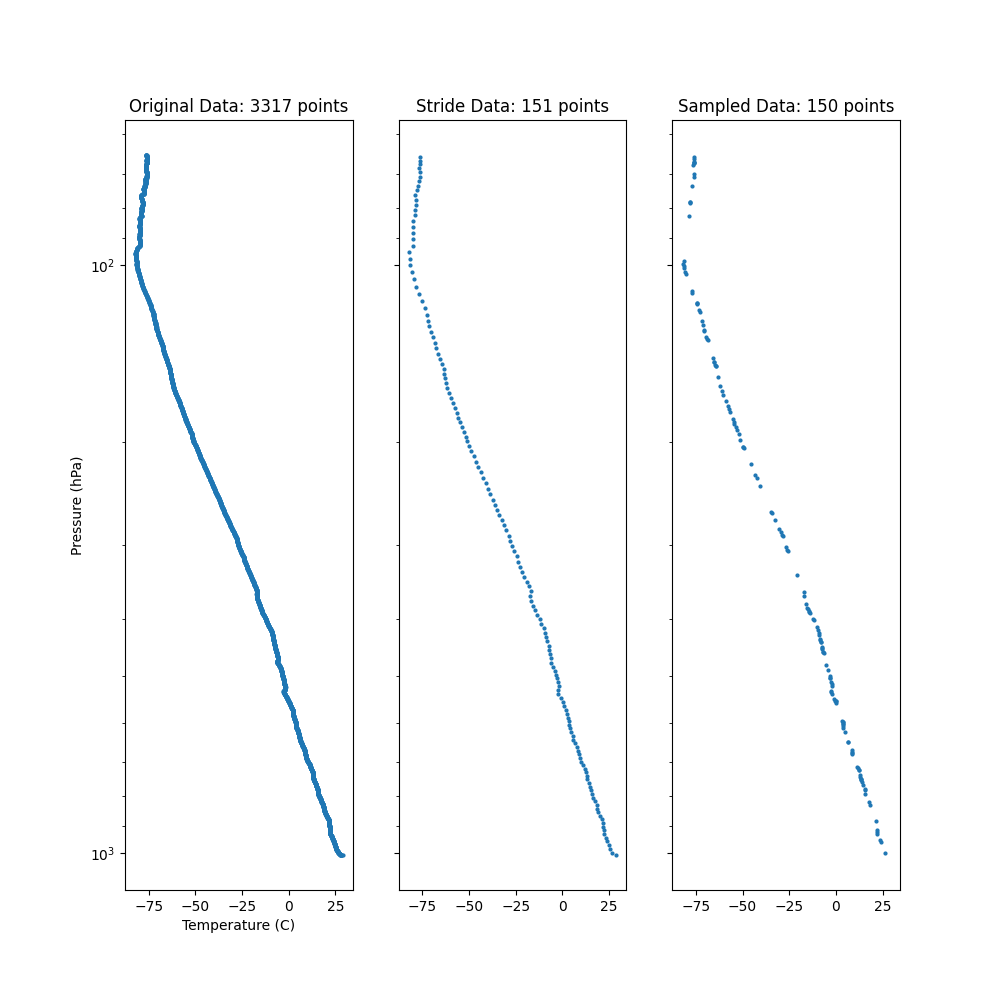 Original Data: 3317 points
Stride Data: 151 points
Sampled Data: 150 points
10²
10³
Pressure (hPa)
−75 −50 −25 0 25
−75 −50 −25 0 25
−75 −50 −25 0 25
Temperature (C)